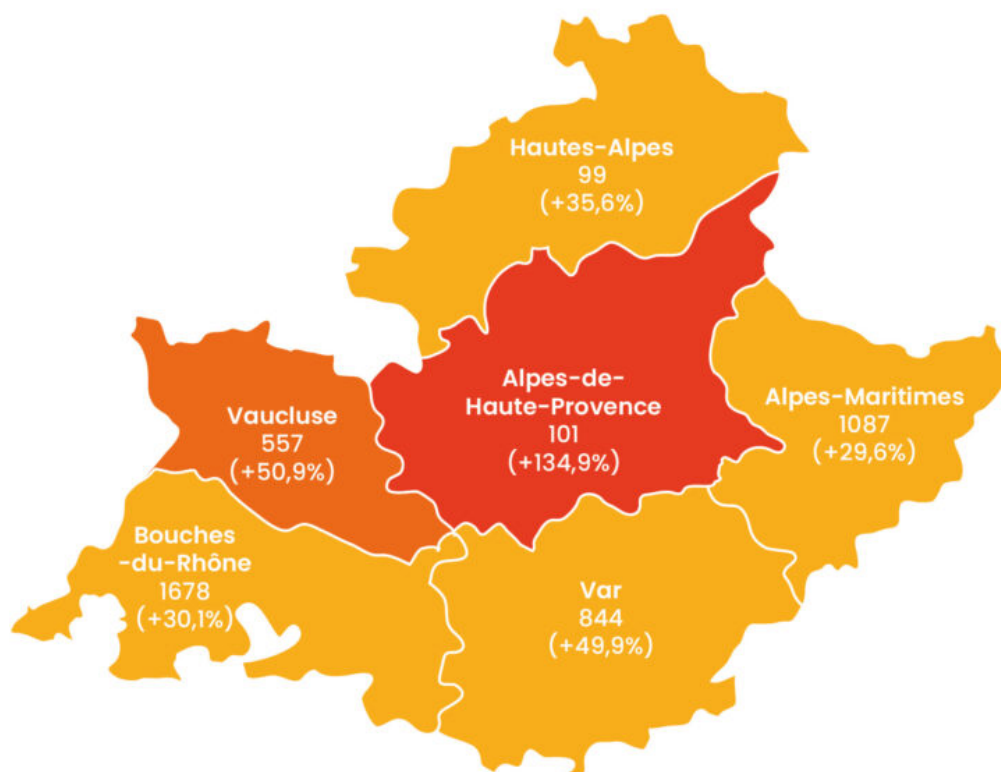 Hautes-Alpes
99
(+35,6%)
Alpes-de-
Haute-Provence
101
(+134,9%)
Alpes-Maritimes
1087
(+29,6%)
Vaucluse
557
(+50,9%)
Bouches
-du-Rhône
1678
(+30,1%)
Var
844
(+49,9%)